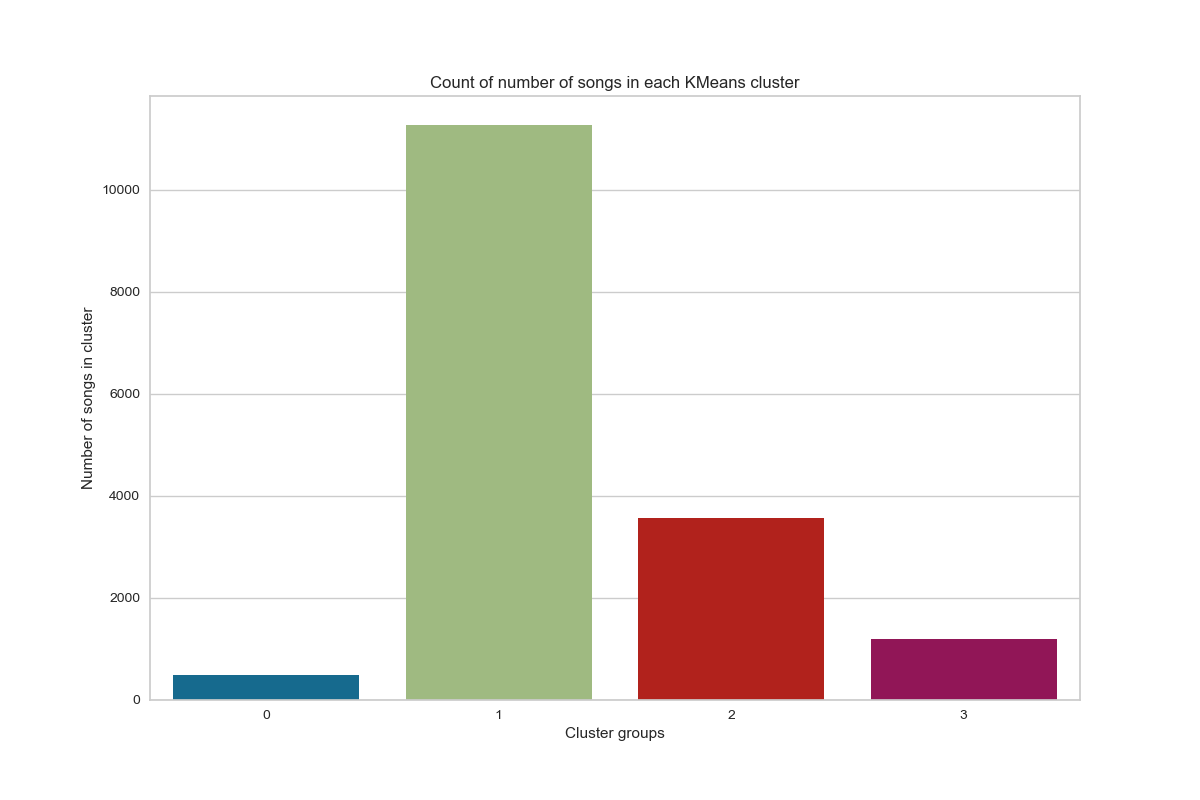 Count of number of songs in each KMeans cluster
Number of songs in cluster
10000
8000
6000
4000
2000
0
0 1 2 3
Cluster groups